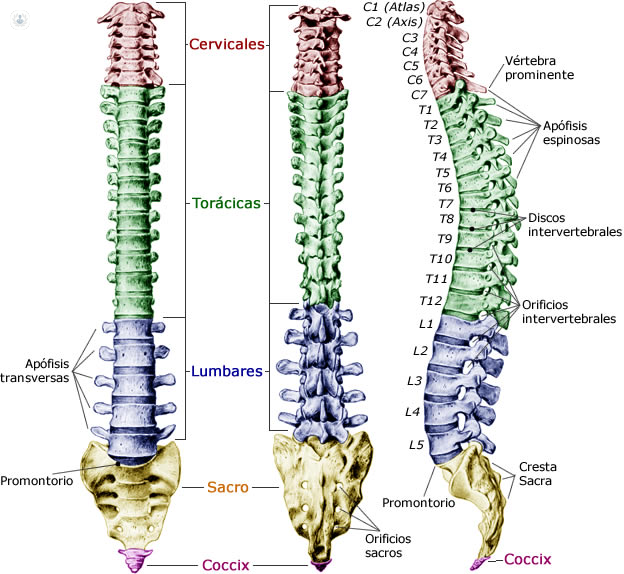 Cervicales
Torácicas
Lumbares
Apófisis
transversas
Promontorio
Sacro
Orificios
sacros
Coccix
C1 (Atlas)
C2 (Axis)
C3
C4
C5
C6
C7
T1
T2
T3
T4
T5
T6
T7
T8
T9
T10
T11
T12
L1
L2
L3
L4
L5
Vértebra
prominente
Apófisis
espinosas
Discos
intervertebrales
Orificios
intervertebrales
Promontorio
Cresta
Sacra
Coccix